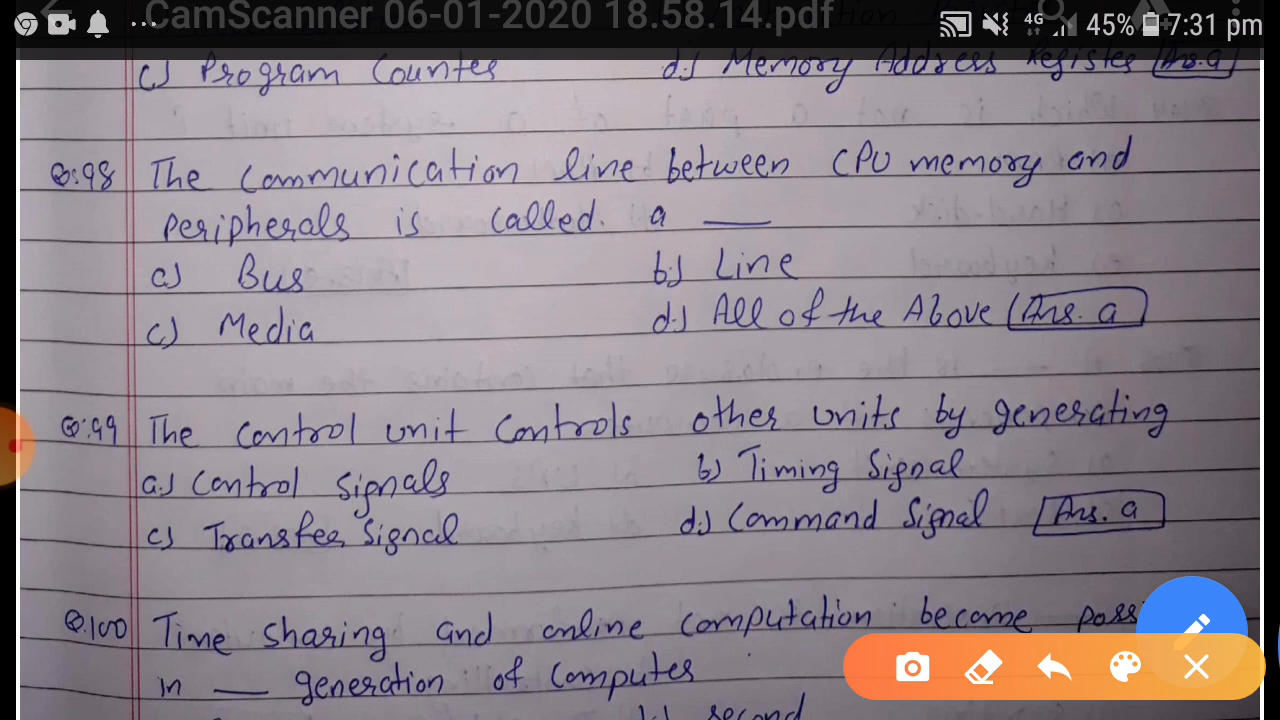 CamScanner 06-01-2020 18.58.14.pdf
4G 45% 7:31 pm
c) Program Counter d.) Memory Address Register Ans. a
Q.98 The Communication line between CPU memory and
Peripherals is called. a ___
a) Bus b.) Line
c) Media d.) All of the Above Ans. a
Q.99 The control unit Controls other units by generating
a.) Control Signals b) Timing Signal
c) Transfer Signal d.) Command Signal Ans. a
Q.100 Time sharing and online computation became
in ___ generation of Computer
second